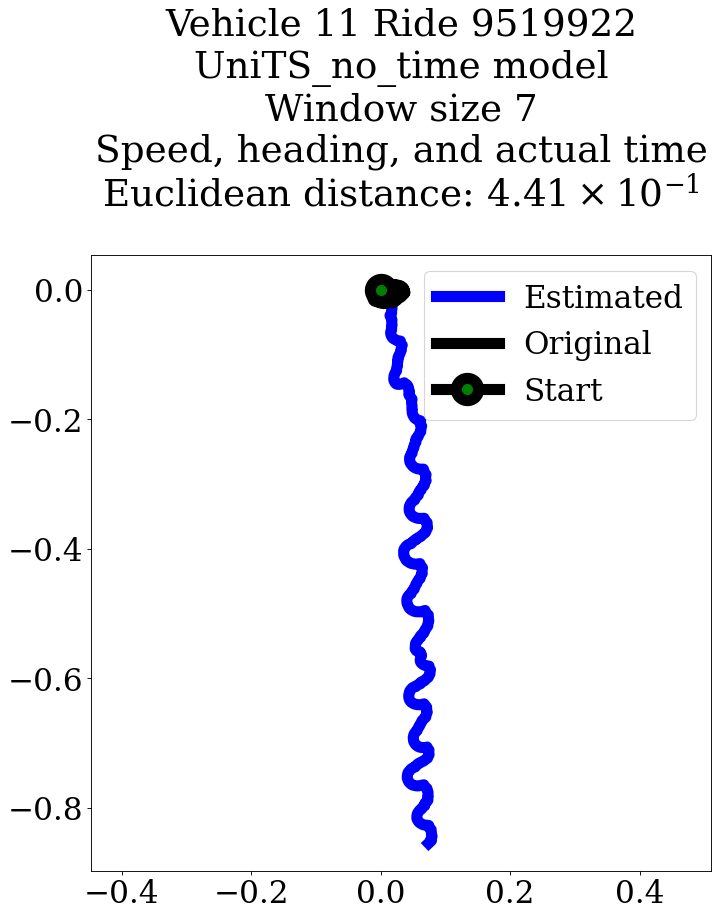 Vehicle 11 Ride 9519922
UniTS_no_time model
Window size 7
Speed, heading, and actual time
Euclidean distance: 4.41 × 10⁻¹
Estimated
Original
Start
0.0
−0.2
−0.4
−0.6
−0.8
−0.4 −0.2 0.0 0.2 0.4